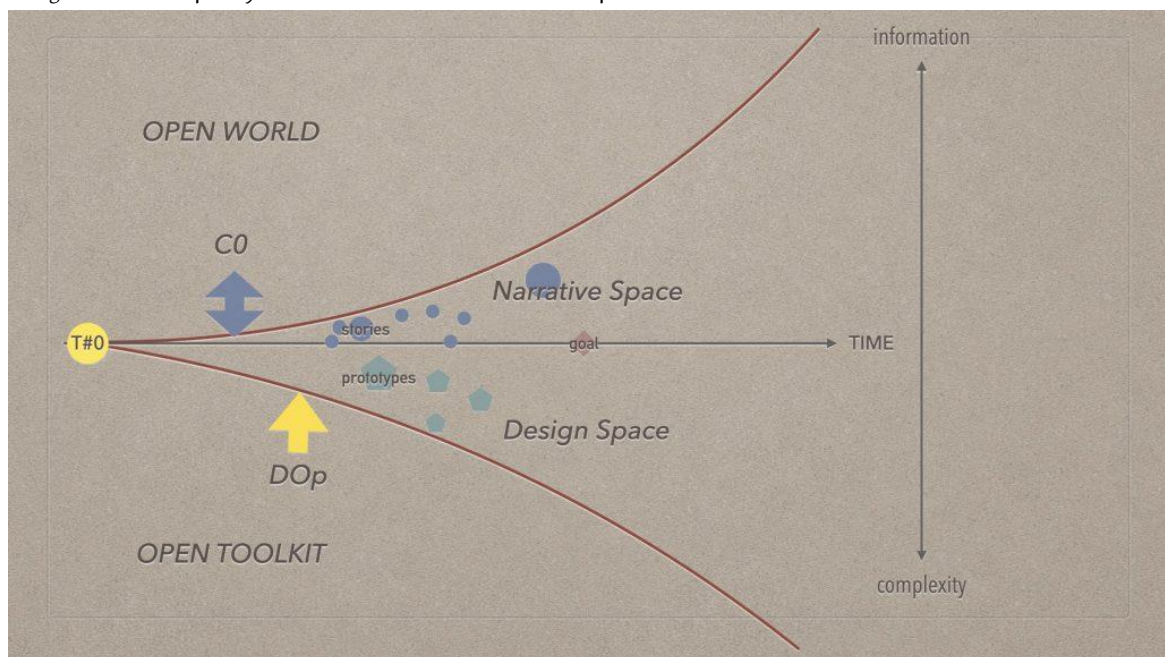 information
OPEN WORLD
C0
Narrative Space
stories
T#0
goal
TIME
prototypes
Design Space
DOp
OPEN TOOLKIT
complexity